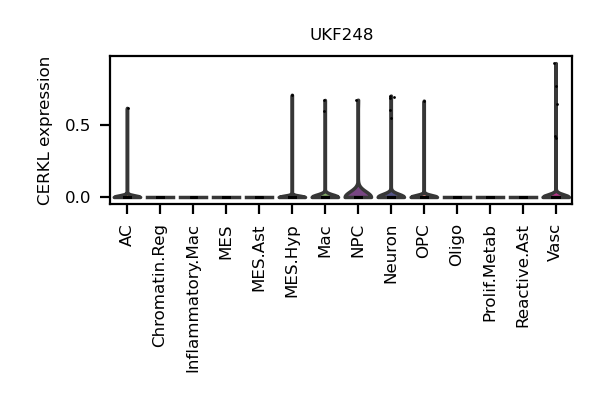 UKF248
CERKL expression
0.5
0.0
AC
Chromatin.Reg
Inflammatory.Mac
MES
MES.Ast
MES.Hyp
Mac
NPC
Neuron
OPC
Oligo
Prolif.Metab
Reactive.Ast
Vasc